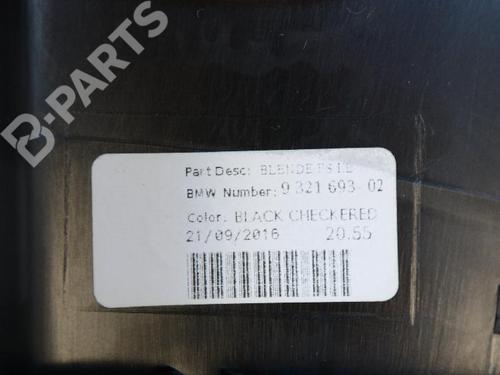 B-PARTS
Part Desc: BLENDE FS LL
BMW Number: 9 321 693-02
Color: BLACK CHECKERED
21/09/2016 20.55